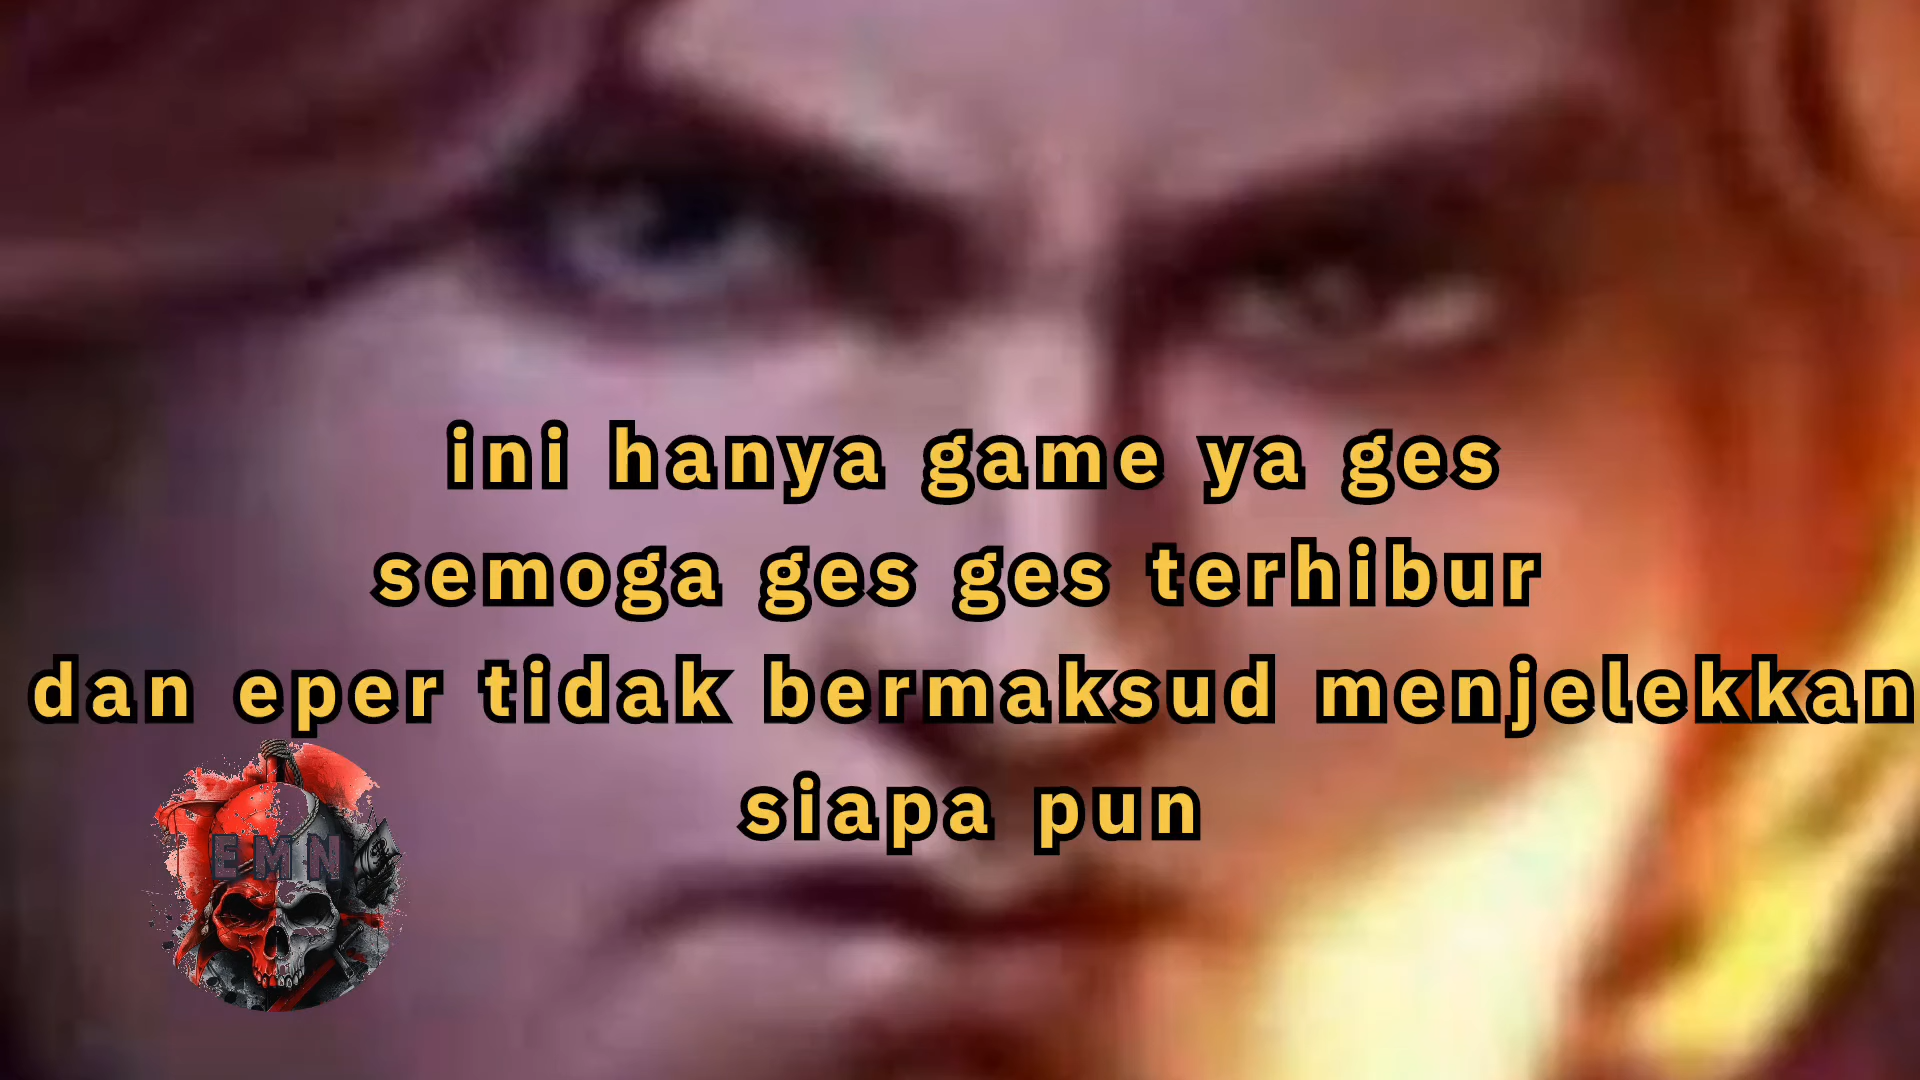 ini hanya game ya ges
semoga ges ges terhibur
dan eper tidak bermaksud menjelekkan
siapa pun
EMN